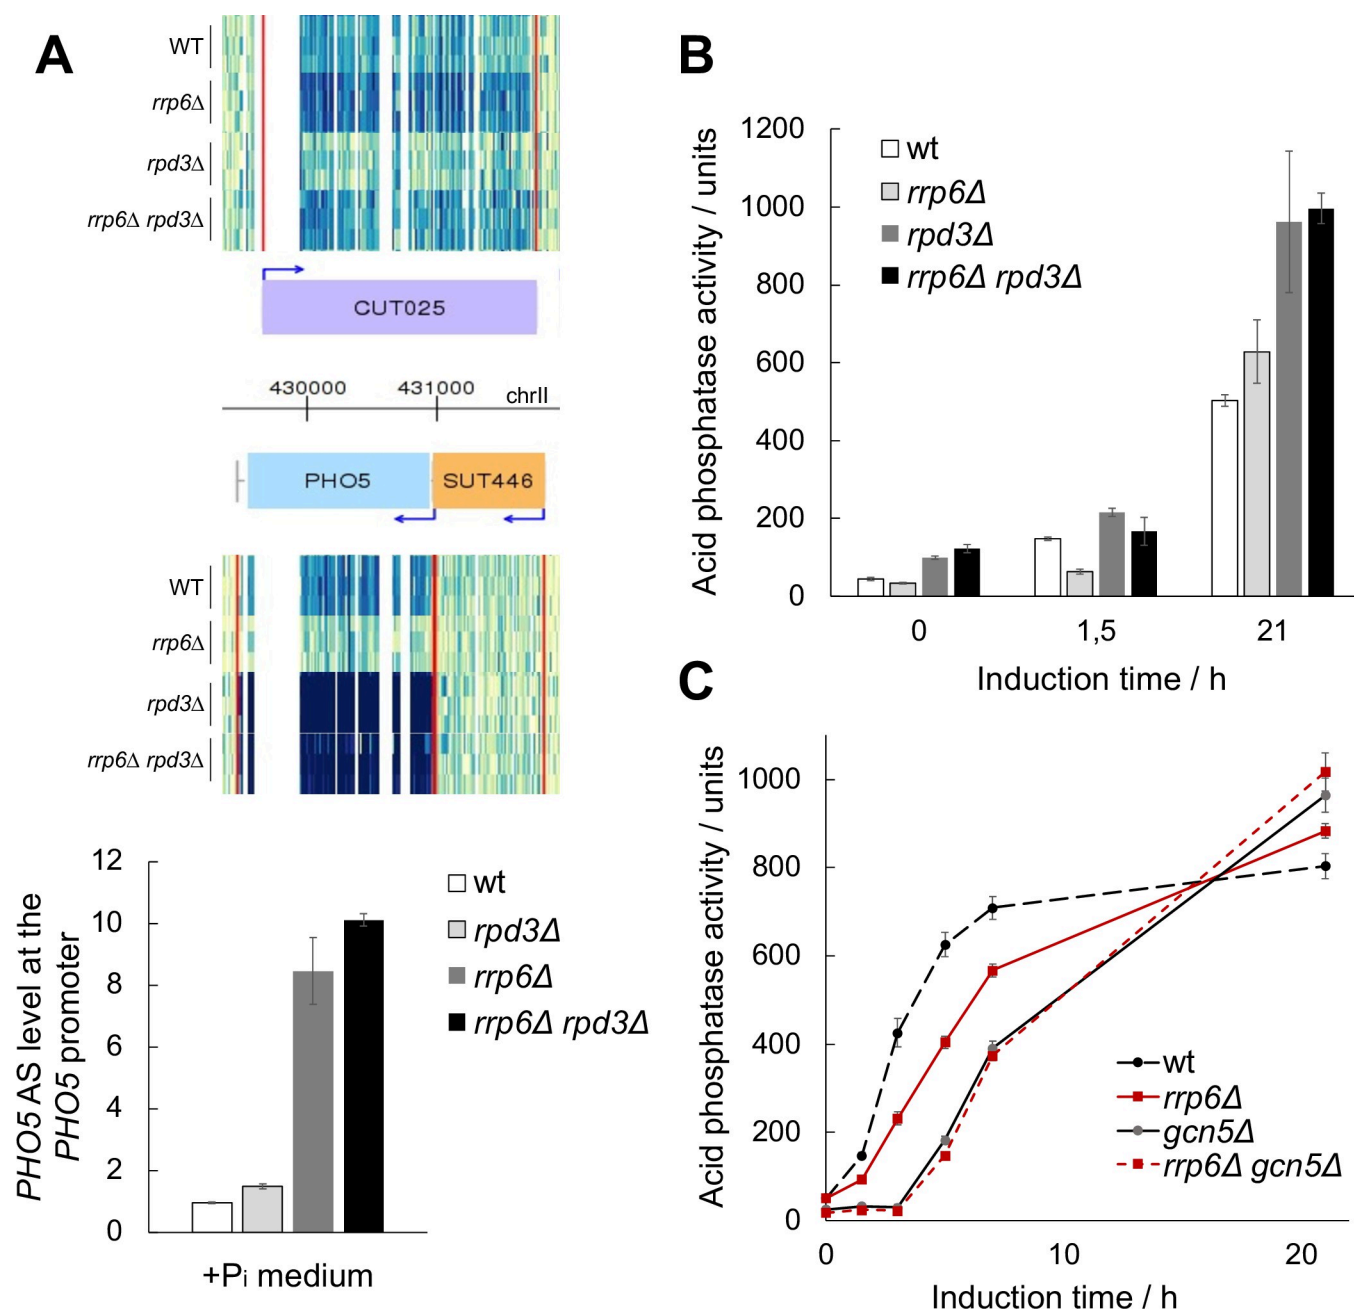 A
WT
rrp6Δ
rpd3Δ
rrp6Δ rpd3Δ
CUT025
430000 431000 chrII
PHO5 SUT446
WT
rrp6Δ
rpd3Δ
rrp6Δ rpd3Δ
PHO5 AS level at the
PHO5 promoter
12
10
8
6
4
2
0
wt
rpd3Δ
rrp6Δ
rrp6Δ rpd3Δ
+Pi medium
B
Acid phosphatase activity / units
1200
1000
800
600
400
200
0
wt
rrp6Δ
rpd3Δ
rrp6Δ rpd3Δ
0 1,5 21
Induction time / h
C
Acid phosphatase activity / units
1000
800
600
400
200
0
wt
rrp6Δ
gcn5Δ
rrp6Δ gcn5Δ
0 10 20
Induction time / h